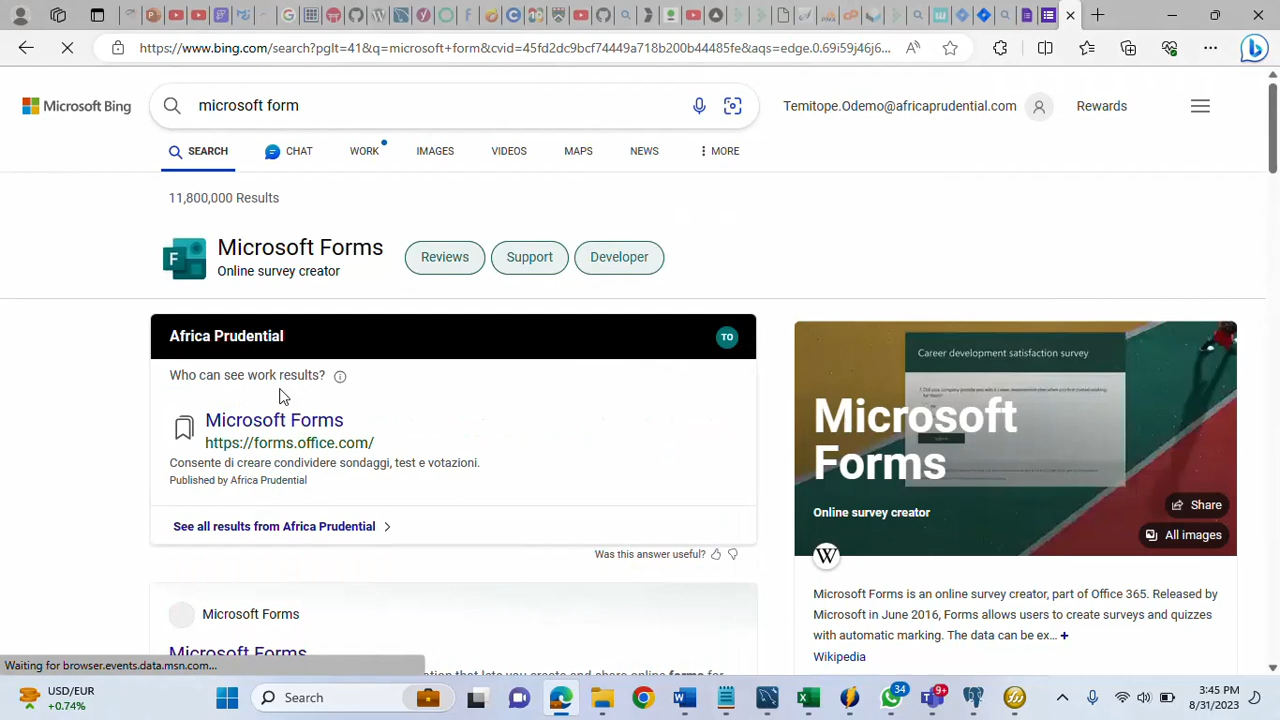 https://www.bing.com/search?pglt=41&q=microsoft+form&cvid=45fd2dc9bcf74449a718b200b44485fe&aqs=edge.0.69i59j46j6...
Microsoft Bing
microsoft form
Temitope.Odemo@africaprudential.com
Rewards
SEARCH
CHAT
WORK
IMAGES
VIDEOS
MAPS
NEWS
MORE
11,800,000 Results
Microsoft Forms
Online survey creator
Reviews
Support
Developer
Africa Prudential
TO
Who can see work results?
Microsoft Forms
https://forms.office.com/
Consente di creare condividere sondaggi, test e votazioni.
Published by Africa Prudential
See all results from Africa Prudential
Was this answer useful?
Microsoft Forms
Microsoft Forms
Career development satisfaction survey
Microsoft
Forms
Online survey creator
Share
All images
W
Microsoft Forms is an online survey creator, part of Office 365. Released by
Microsoft in June 2016, Forms allows users to create surveys and quizzes
with automatic marking. The data can be ex... +
Wikipedia
Waiting for browser.events.data.msn.com...
USD/EUR
+0.74%
Search
34
9+
3:45 PM
8/31/2023